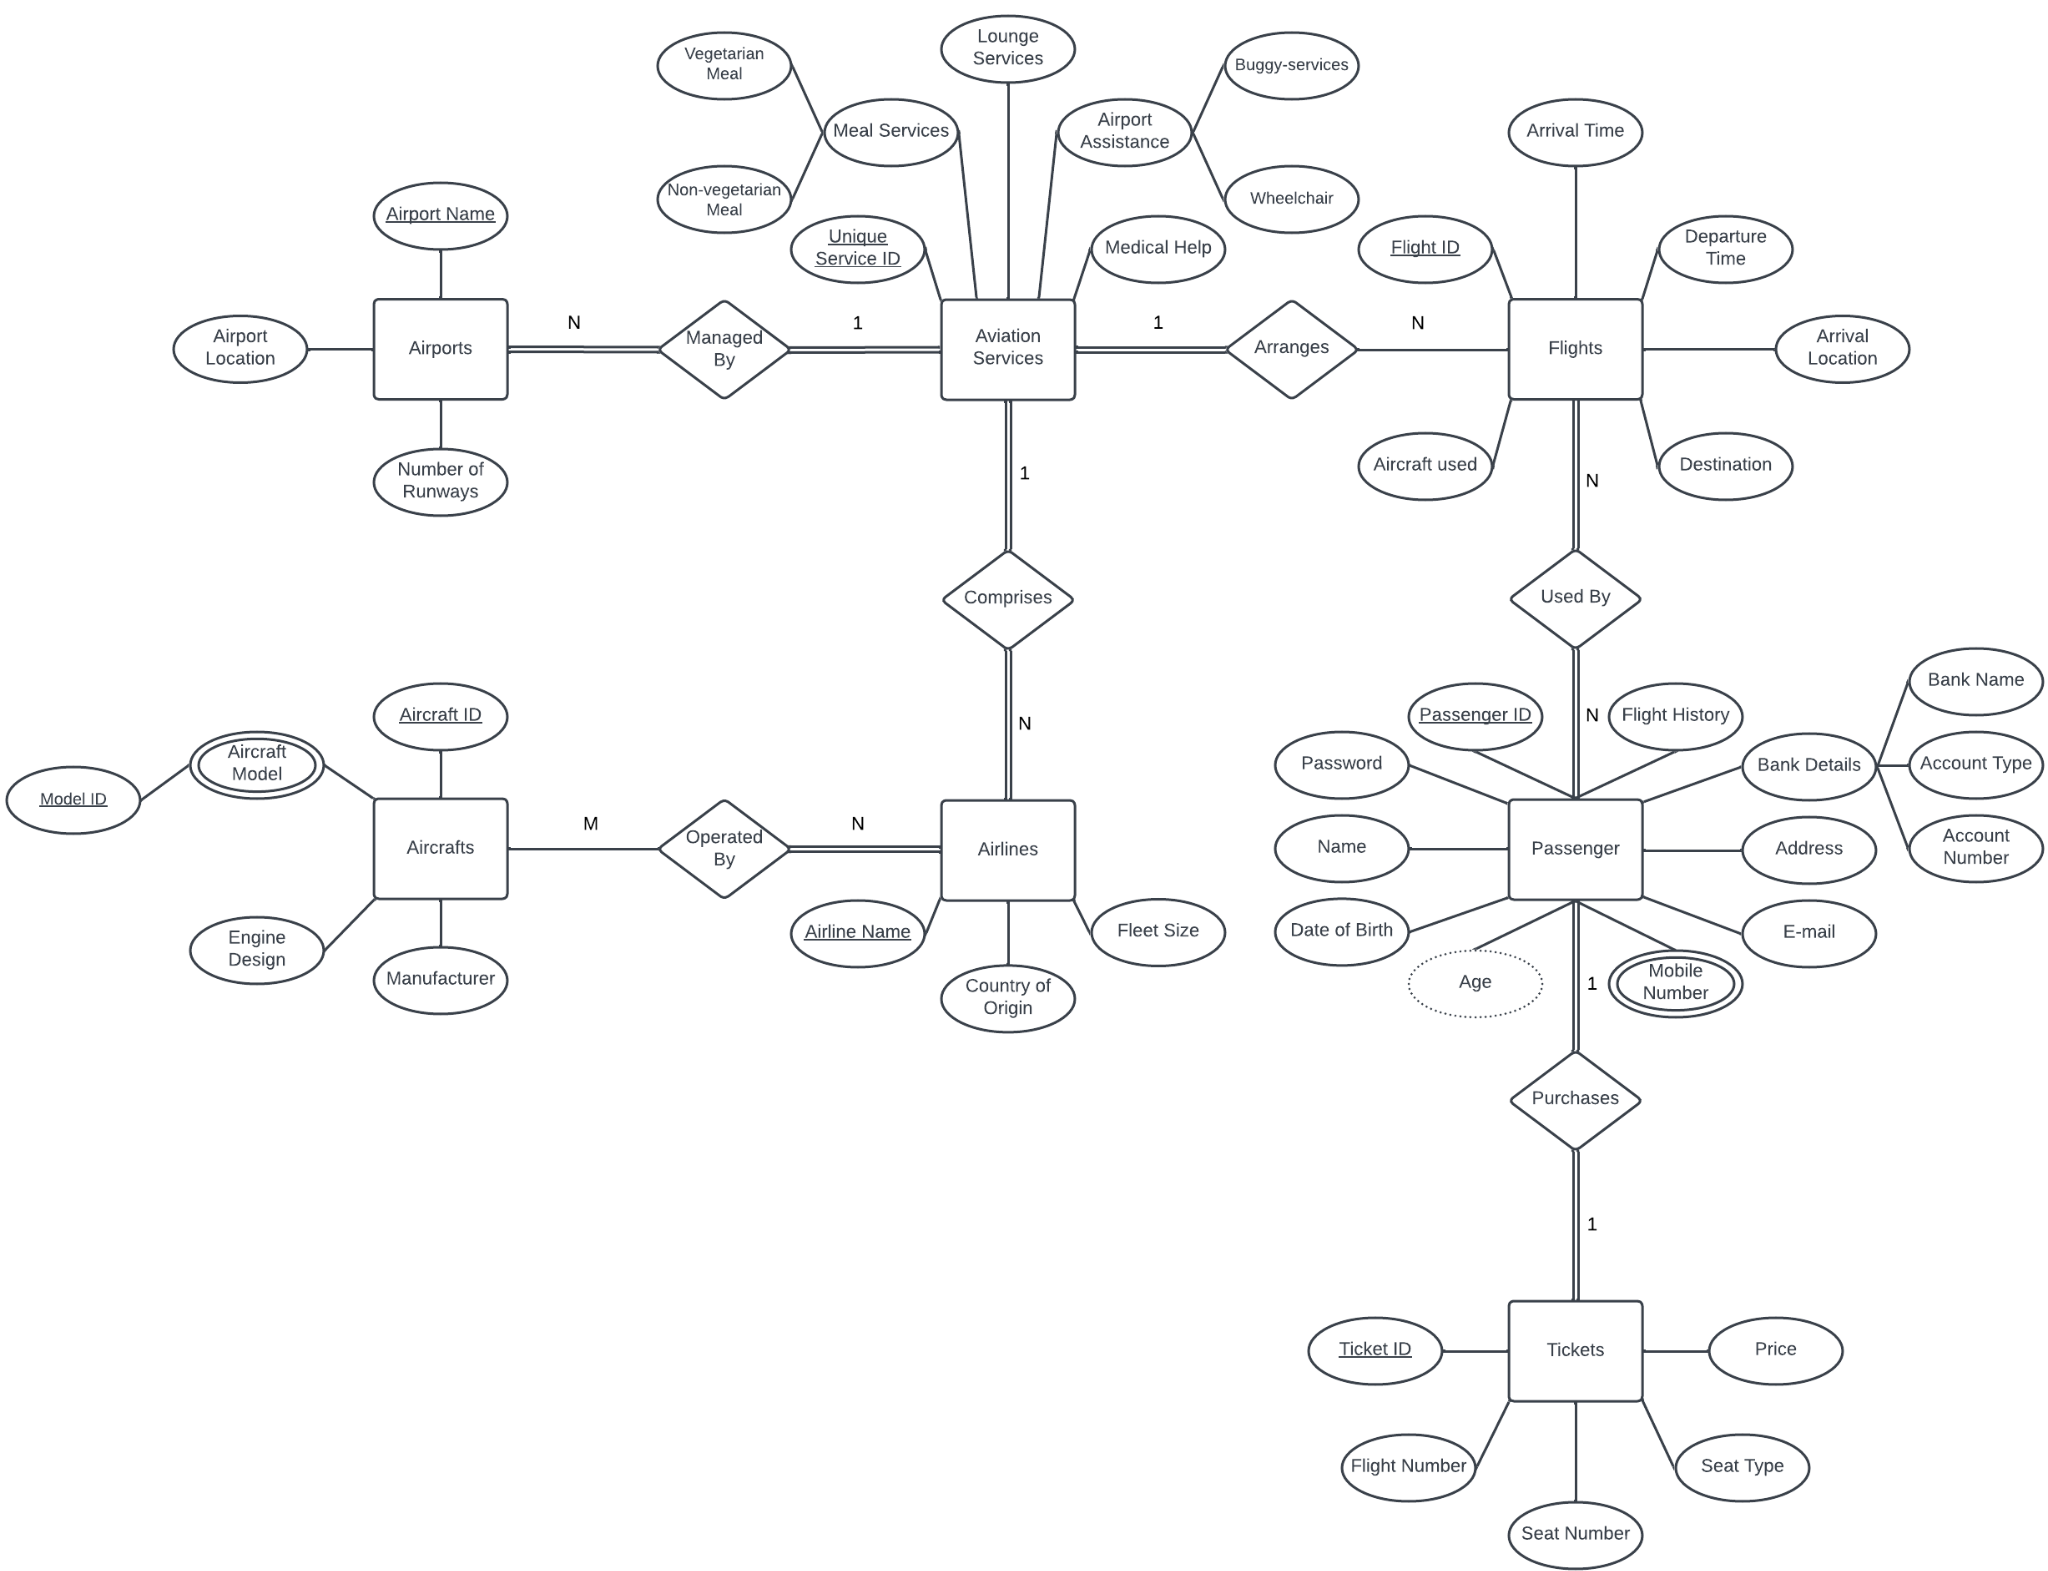 Lounge
Services
Vegetarian
Meal
Buggy-services
Meal Services
Airport
Assistance
Arrival Time
Non-vegetarian
Meal
Wheelchair
Airport Name
Unique
Service ID
Medical Help
Flight ID
Departure
Time
Airport
Location
Airports
N
Managed
By
1
Aviation
Services
1
Arranges
N
Flights
Arrival
Location
Number of
Runways
1
Aircraft used
N
Destination
Comprises
Used By
Aircraft ID
N
Passenger ID
N
Flight History
Bank Name
Aircraft
Model
Model ID
Password
Bank Details
Account Type
Aircrafts
M
Operated
By
N
Airlines
Name
Passenger
Address
Account
Number
Engine
Design
Manufacturer
Airline Name
Fleet Size
Country of
Origin
Date of Birth
E-mail
Age
1
Mobile
Number
Purchases
1
Ticket ID
Tickets
Price
Flight Number
Seat Type
Seat Number